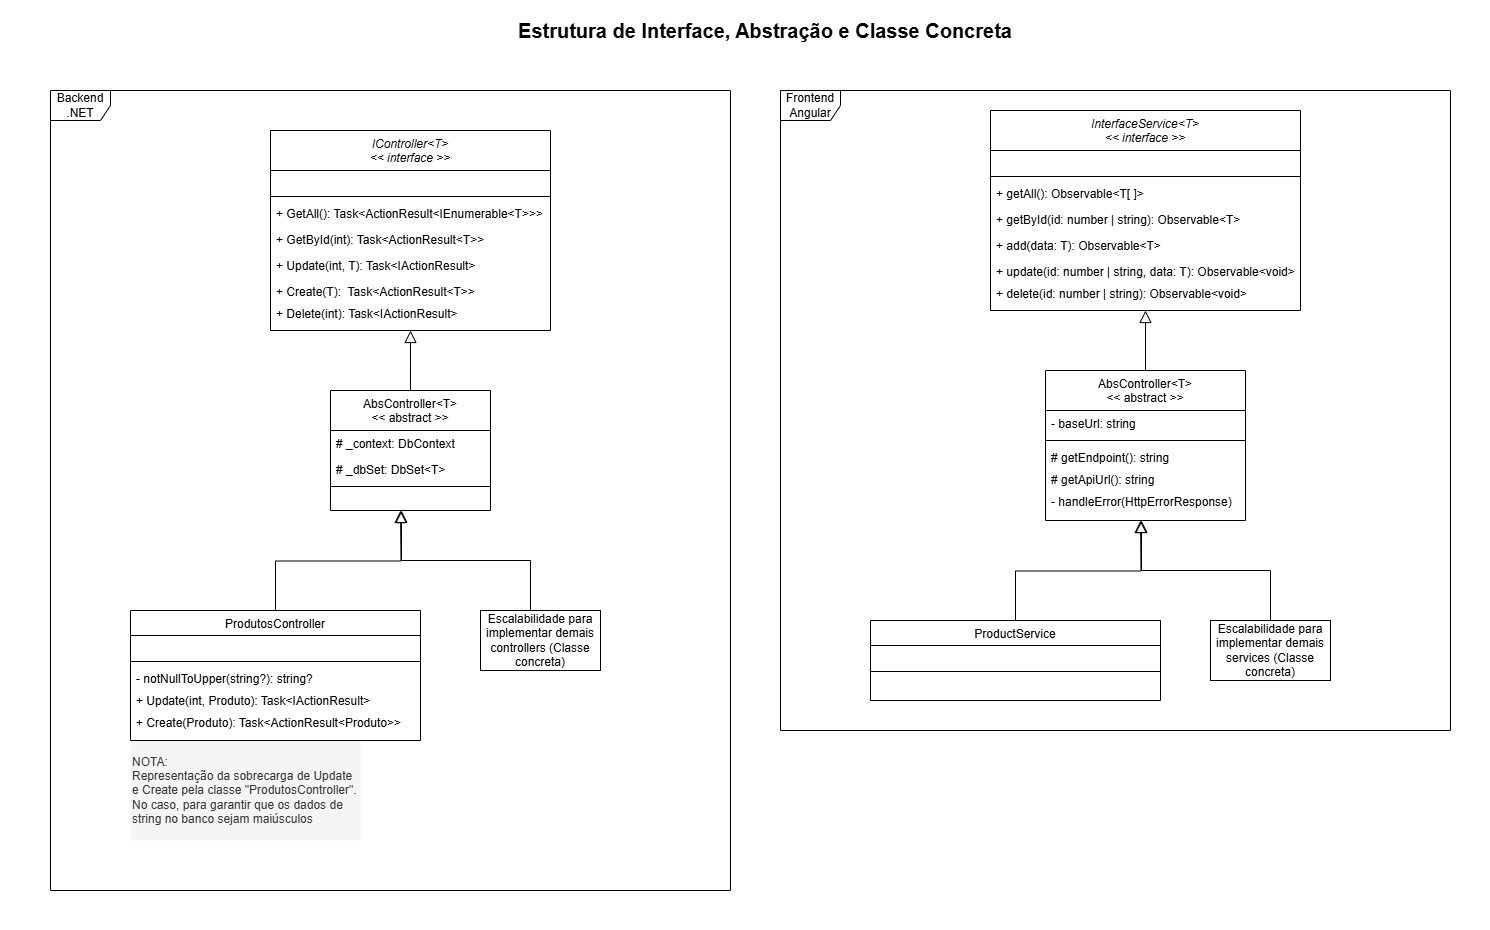 Estrutura de Interface, Abstração e Classe Concreta
Backend
.NET
IController<T>
<< interface >>
+ GetAll(): Task<ActionResult<IEnumerable<T>>>
+ GetById(int): Task<ActionResult<T>>
+ Update(int, T): Task<IActionResult>
+ Create(T):  Task<ActionResult<T>>
+ Delete(int): Task<IActionResult>
AbsController<T>
<< abstract >>
# _context: DbContext
# _dbSet: DbSet<T>
ProdutosController
- notNullToUpper(string?): string?
+ Update(int, Produto): Task<IActionResult>
+ Create(Produto): Task<ActionResult<Produto>>
Escalabilidade para
implementar demais
controllers (Classe
concreta)
NOTA:
Representação da sobrecarga de Update
e Create pela classe "ProdutosController".
No caso, para garantir que os dados de
string no banco sejam maiúsculos
Frontend
Angular
InterfaceService<T>
<< interface >>
+ getAll(): Observable<T[ ]>
+ getById(id: number | string): Observable<T>
+ add(data: T): Observable<T>
+ update(id: number | string, data: T): Observable<void>
+ delete(id: number | string): Observable<void>
AbsController<T>
<< abstract >>
- baseUrl: string
# getEndpoint(): string
# getApiUrl(): string
- handleError(HttpErrorResponse)
ProductService
Escalabilidade para
implementar demais
services (Classe
concreta)